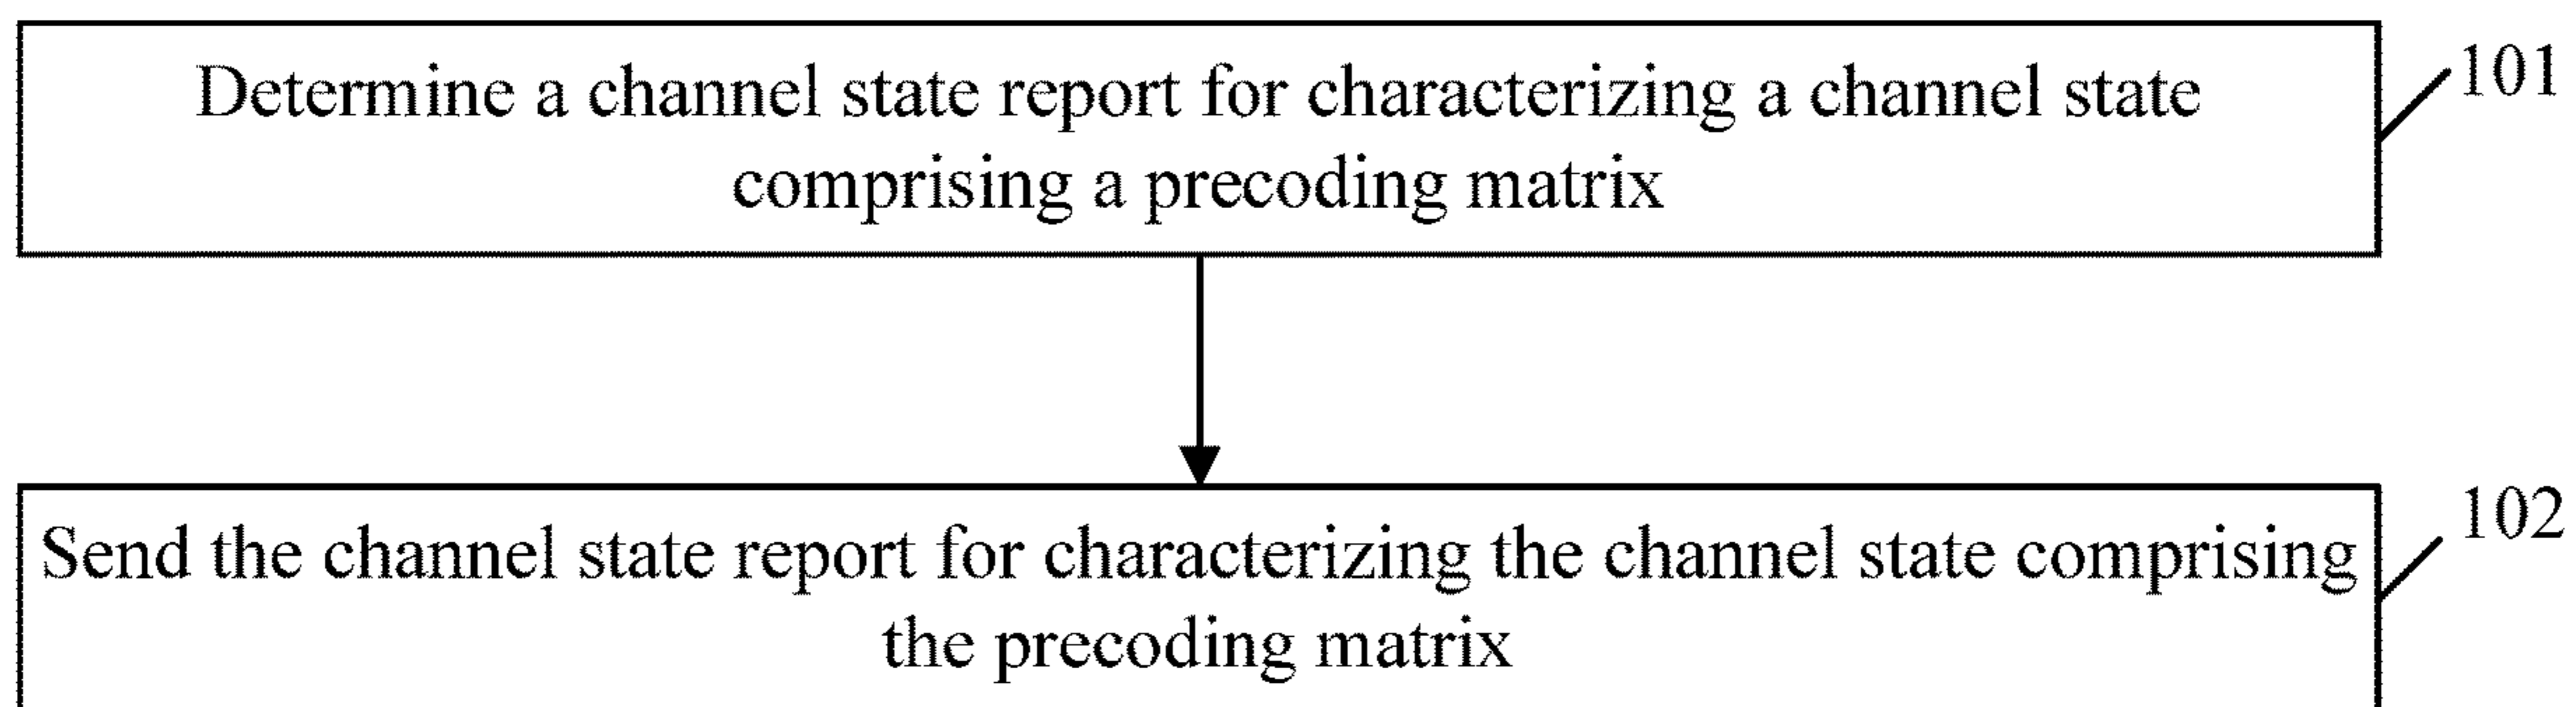 Determine a channel state report for characterizing a channel state
comprising a precoding matrix
101
Send the channel state report for characterizing the channel state comprising
the precoding matrix
102